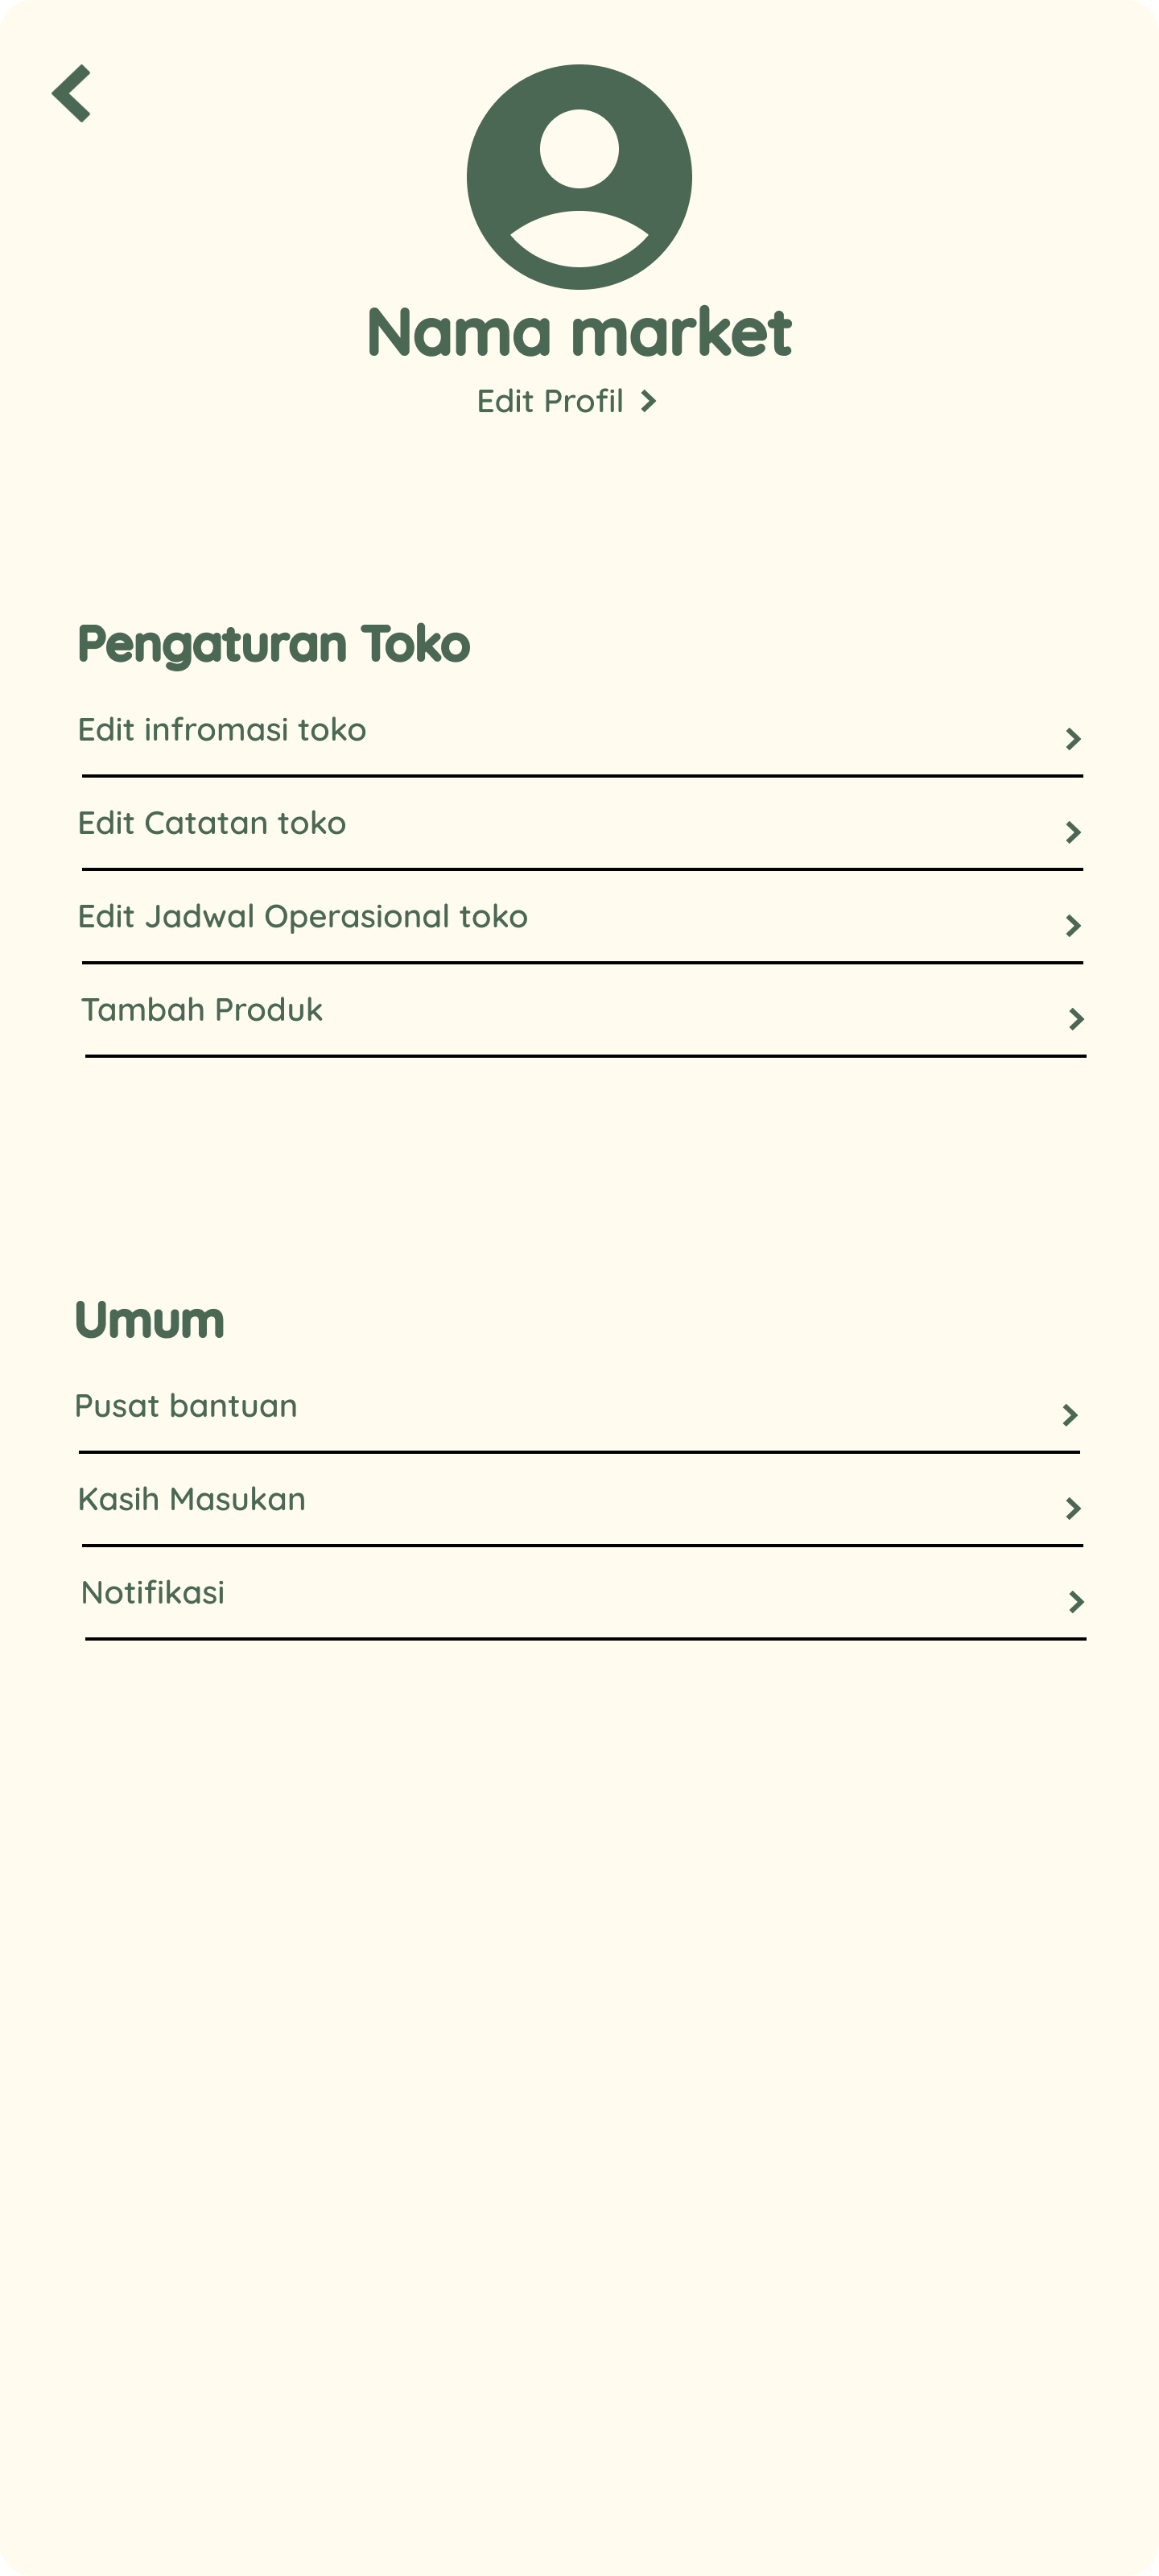 Nama market
Edit Profil
Pengaturan Toko
Edit infromasi toko
Edit Catatan toko
Edit Jadwal Operasional toko
Tambah Produk
Umum
Pusat bantuan
Kasih Masukan
Notifikasi